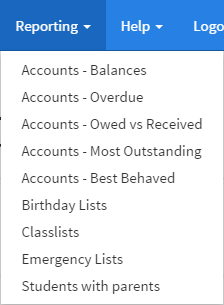 Reporting Help Logo
Accounts - Balances
Accounts - Overdue
Accounts - Owed vs Received
Accounts - Most Outstanding
Accounts - Best Behaved
Birthday Lists
Classlists
Emergency Lists
Students with parents